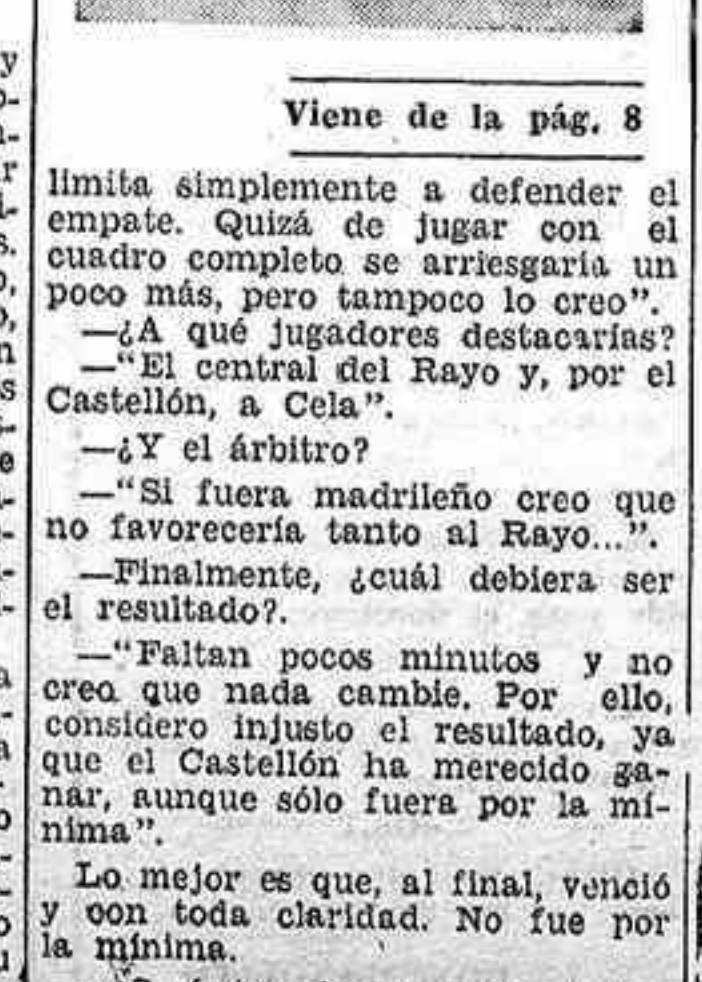 Viene de la pág. 8
limita simplemente a defender el
empate. Quizá de jugar con el
cuadro completo se arriesgaría un
poco más, pero tampoco lo creo”.
—¿A qué jugadores destacarías?
—“El central del Rayo y, por el
Castellón, a Cela”.
—¿Y el árbitro?
—“Si fuera madrileño creo que
no favorecería tanto al Rayo...”.
—Finalmente, ¿cuál debiera ser
el resultado?.
—“Faltan pocos minutos y no
creo que nada cambie. Por ello,
considero injusto el resultado, ya
que el Castellón ha merecido ga-
nar, aunque sólo fuera por la mí-
nima”.
Lo mejor es que, al final, venció
y con toda claridad. No fue por
la mínima.